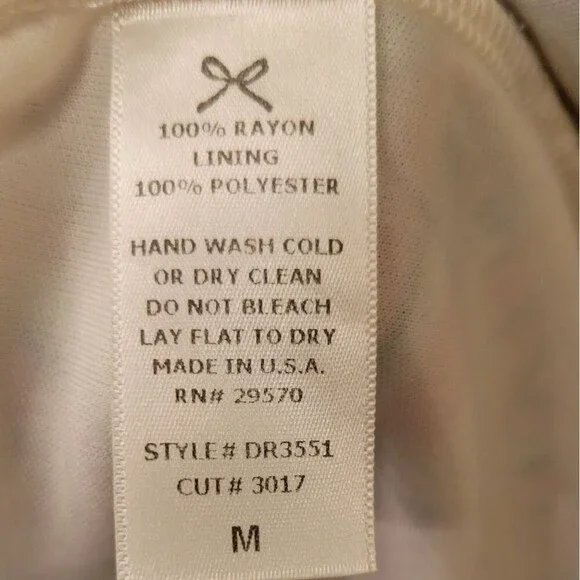 100% RAYON
LINING
100% POLYESTER
HAND WASH COLD
OR DRY CLEAN
DO NOT BLEACH
LAY FLAT TO DRY
MADE IN U.S.A.
RN# 29570
STYLE# DR3551
CUT# 3017
M